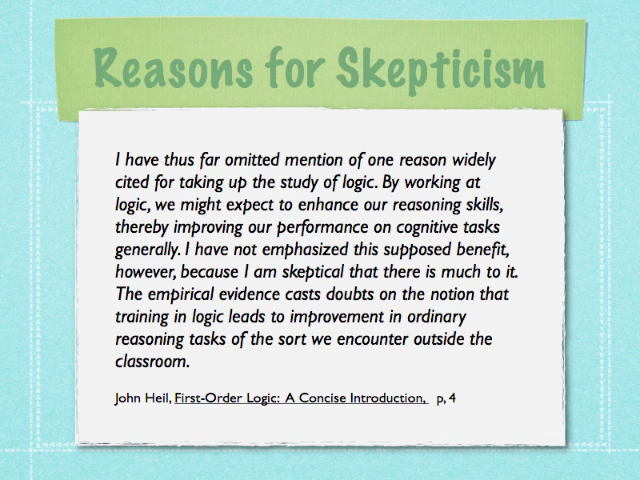 Reasons for Skepticism
I have thus far omitted mention of one reason widely
cited for taking up the study of logic. By working at
logic, we might expect to enhance our reasoning skills,
thereby improving our performance on cognitive tasks
generally. I have not emphasized this supposed benefit,
however, because I am skeptical that there is much to it.
The empirical evidence casts doubts on the notion that
training in logic leads to improvement in ordinary
reasoning tasks of the sort we encounter outside the
classroom.
John Heil, First-Order Logic: A Concise Introduction, p, 4